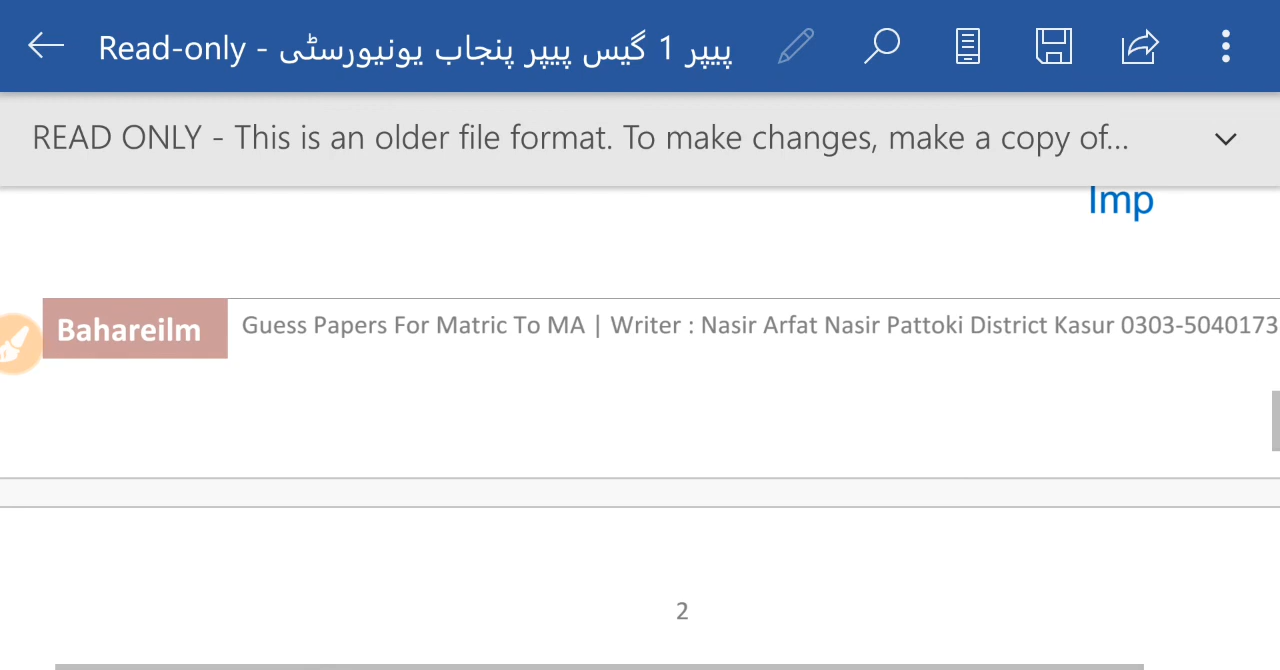 Read-only - پیپر 1 گیس پیپر پنجاب یونیورسٹی
READ ONLY - This is an older file format. To make changes, make a copy of...
Imp
Bahareilm Guess Papers For Matric To MA | Writer : Nasir Arfat Nasir Pattoki District Kasur 0303-5040173
2